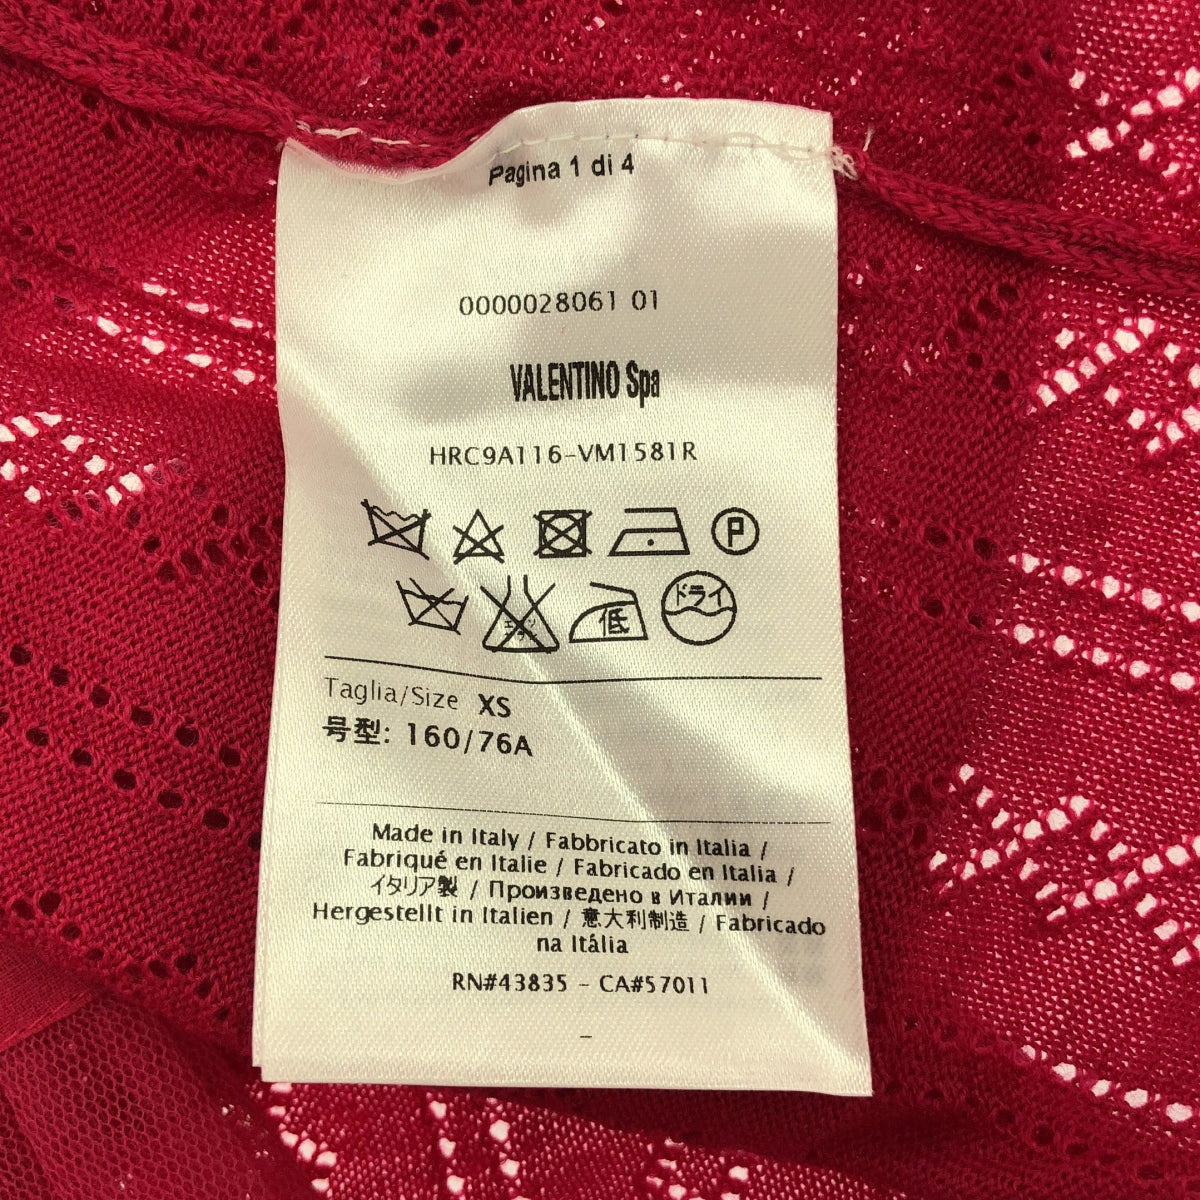 Pagina 1 di 4
0000028061 01
VALENTINO Spa
HRC9A116-VM1581R
P
低 ドライ
Taglia/Size XS
号型: 160/76A
Made in Italy / Fabbricato in Italia /
Fabriqué en Italie / Fabricado en Italia /
イタリア製 / Произведено в Италии /
Hergestellt in Italien / 意大利制造 / Fabricado
na Itália
RN#43835 - CA#57011
-